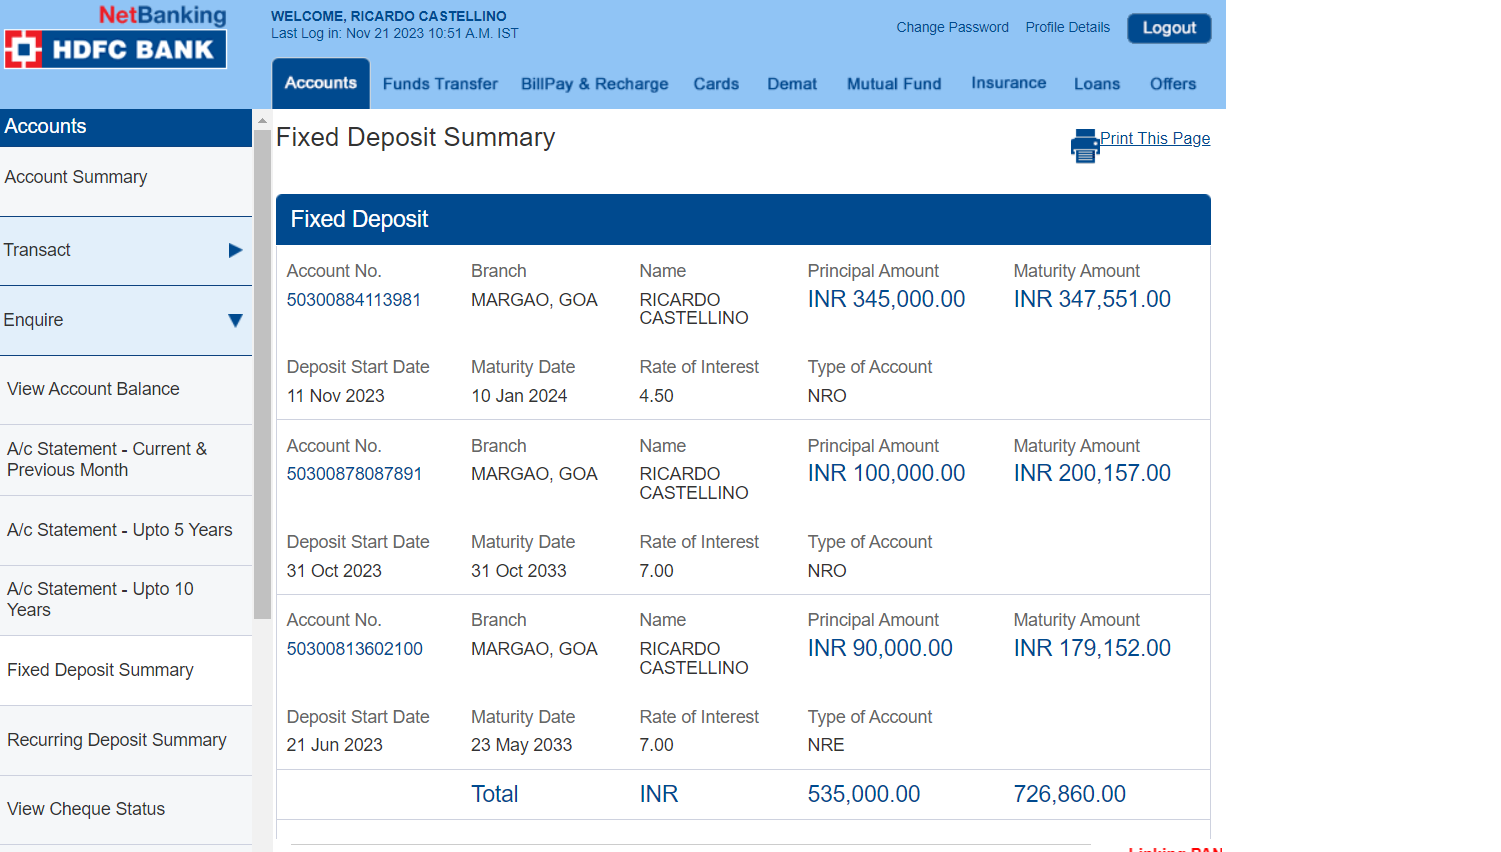 NetBanking
HDFC BANK
WELCOME, RICARDO CASTELLINO
Last Log in: Nov 21 2023 10:51 A.M. IST
Change Password Profile Details Logout
Accounts Funds Transfer BillPay & Recharge Cards Demat Mutual Fund Insurance Loans Offers
Accounts
Account Summary
Transact
Enquire
View Account Balance
A/c Statement - Current &
Previous Month
A/c Statement - Upto 5 Years
A/c Statement - Upto 10
Years
Fixed Deposit Summary
Recurring Deposit Summary
View Cheque Status
Fixed Deposit Summary
Print This Page
Fixed Deposit
Account No. Branch Name Principal Amount Maturity Amount
50300884113981 MARGAO, GOA RICARDO INR 345,000.00 INR 347,551.00
CASTELLINO
Deposit Start Date Maturity Date Rate of Interest Type of Account
11 Nov 2023 10 Jan 2024 4.50 NRO
Account No. Branch Name Principal Amount Maturity Amount
50300878087891 MARGAO, GOA RICARDO INR 100,000.00 INR 200,157.00
CASTELLINO
Deposit Start Date Maturity Date Rate of Interest Type of Account
31 Oct 2023 31 Oct 2033 7.00 NRO
Account No. Branch Name Principal Amount Maturity Amount
50300813602100 MARGAO, GOA RICARDO INR 90,000.00 INR 179,152.00
CASTELLINO
Deposit Start Date Maturity Date Rate of Interest Type of Account
21 Jun 2023 23 May 2033 7.00 NRE
Total INR 535,000.00 726,860.00
Linking PAN